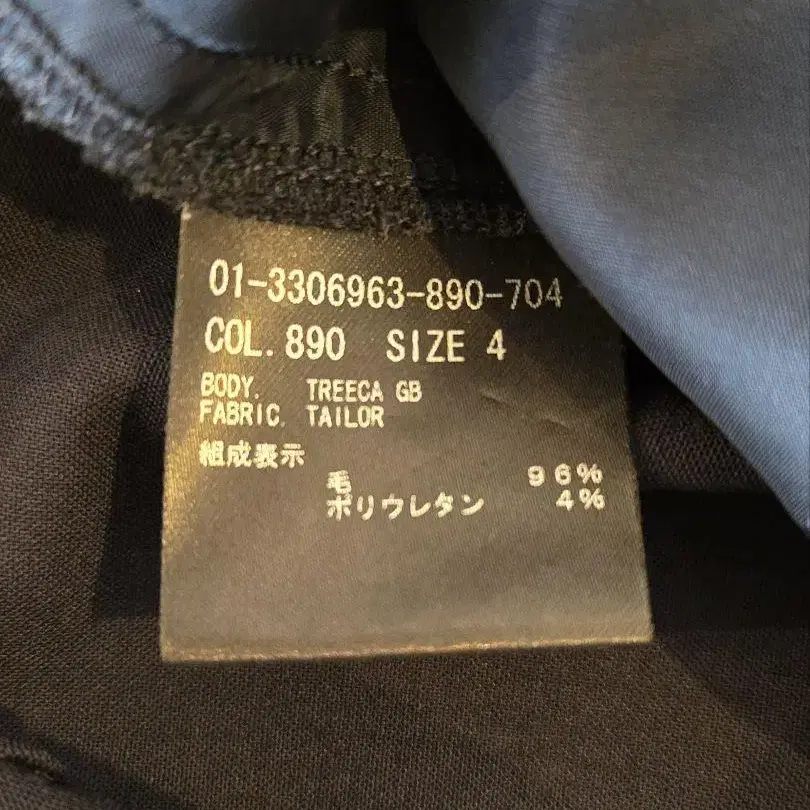 01-3306963-890-704
COL. 890 SIZE 4
BODY. TREECA GB
FABRIC. TAILOR
組成表示
毛 96%
ポリウレタン 4%